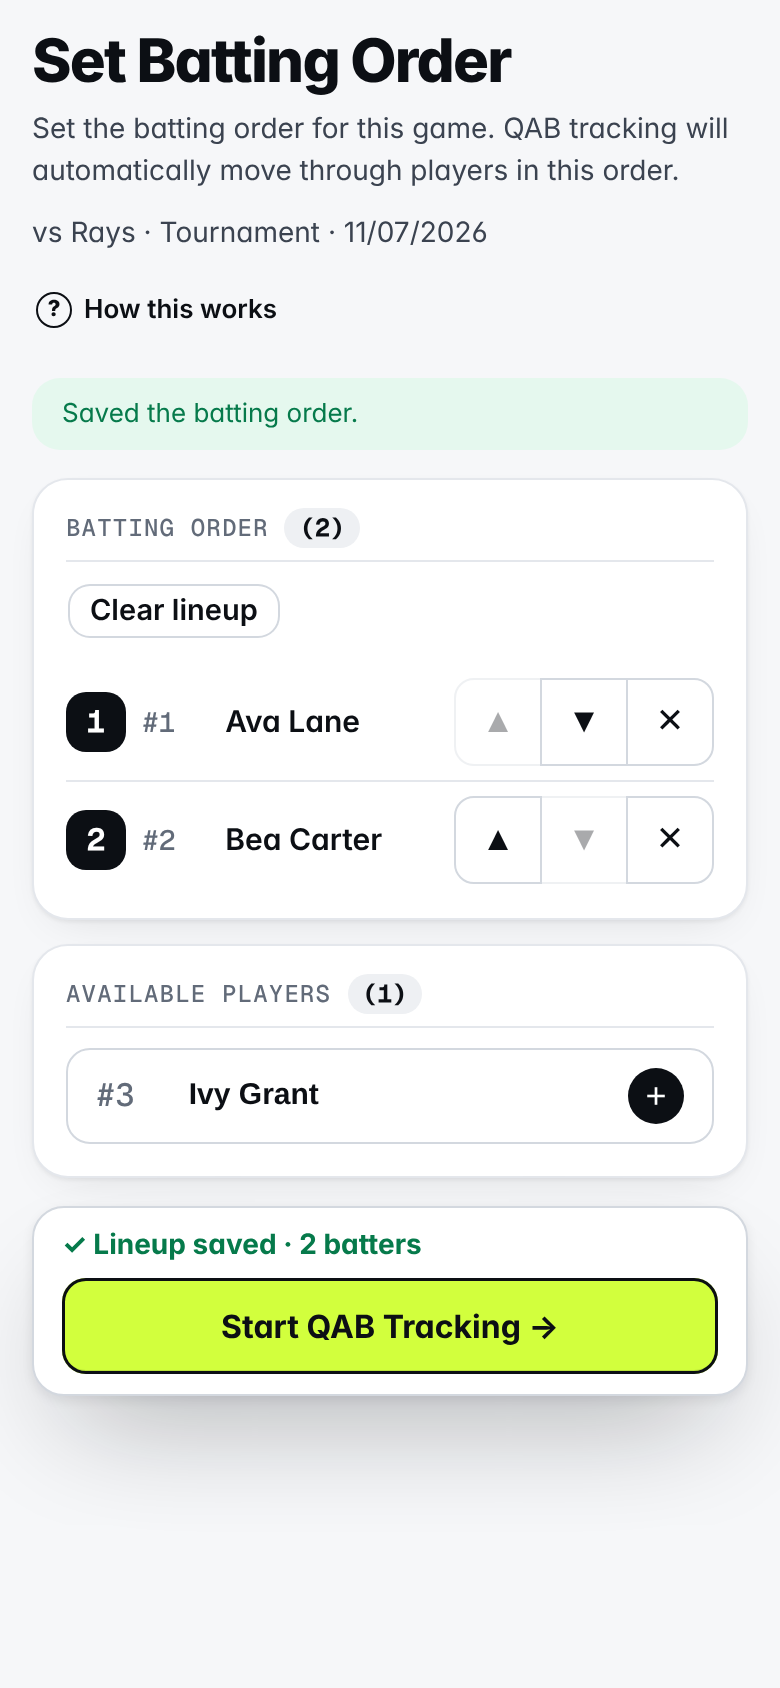 Set Batting Order
Set the batting order for this game. QAB tracking will
automatically move through players in this order.
vs Rays · Tournament · 11/07/2026
? How this works
Saved the batting order.
BATTING ORDER (2)
Clear lineup
1 #1 Ava Lane ▲ ▼ ✕
2 #2 Bea Carter ▲ ▼ ✕
AVAILABLE PLAYERS (1)
#3 Ivy Grant +
✓ Lineup saved · 2 batters
Start QAB Tracking →